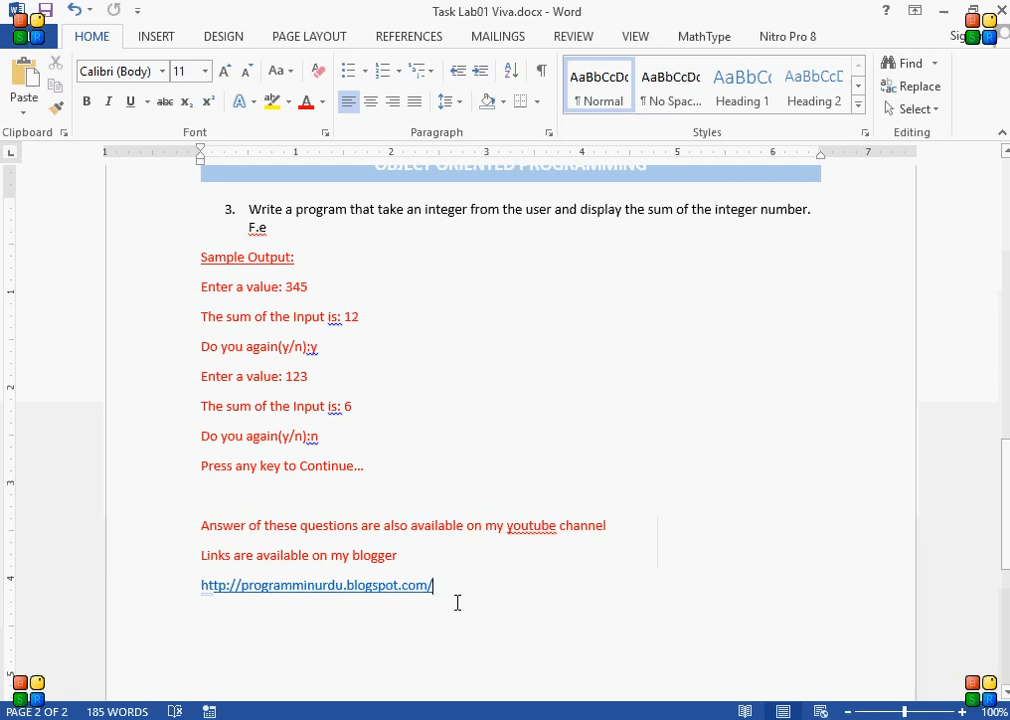 Task Lab01 Viva.docx - Word
HOME INSERT DESIGN PAGE LAYOUT REFERENCES MAILINGS REVIEW VIEW MathType Nitro Pro 8
Calibri (Body) 11
Paste
AaBbCcDc AaBbCcDc AaBbCc AaBbCcD
¶ Normal ¶ No Spac... Heading 1 Heading 2
Find
Replace
Select
Clipboard Font Paragraph Styles Editing
OBJECT ORIENTED PROGRAMMING
3. Write a program that take an integer from the user and display the sum of the integer number.
F.e
Sample Output:
Enter a value: 345
The sum of the Input is: 12
Do you again(y/n):y
Enter a value: 123
The sum of the Input is: 6
Do you again(y/n):n
Press any key to Continue...
Answer of these questions are also available on my youtube channel
Links are available on my blogger
http://programminurdu.blogspot.com/
PAGE 2 OF 2 185 WORDS 100%